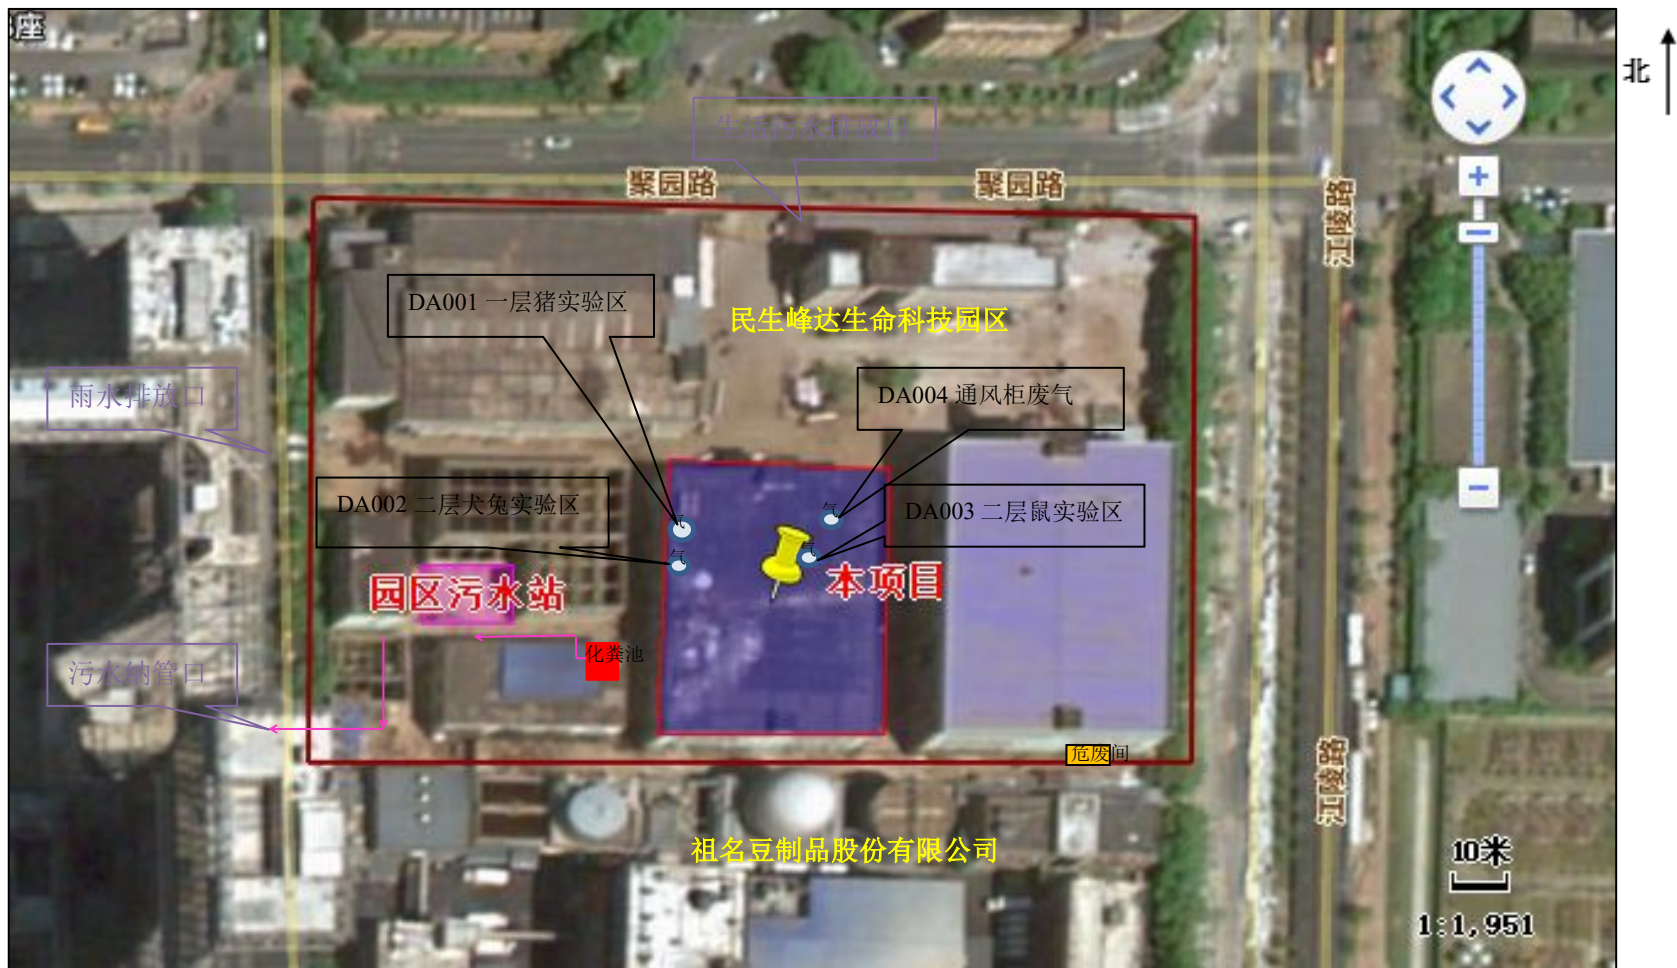 座
北
生活污水排放口
聚园路
聚园路
江陵路
DA001 一层猪实验区
民生峰达生命科技园区
雨水排放口
DA004 通风柜废气
DA002 二层犬兔实验区
DA003 二层鼠实验区
气
气
气
气
园区污水站
本项目
化粪池
污水纳管口
危废间
江陵路
祖名豆制品股份有限公司
10米
1:1,951